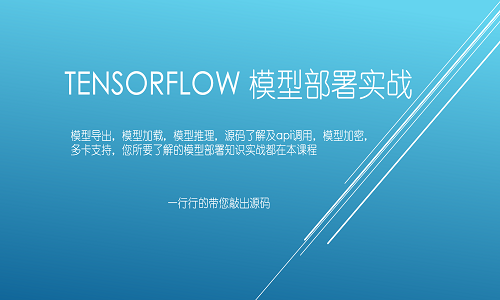 TENSORFLOW 模型部署实战
模型导出，模型加载，模型推理，源码了解及api调用，模型加密，
多卡支持，您所要了解的模型部署知识实战都在本课程
一行行的带您敲出源码